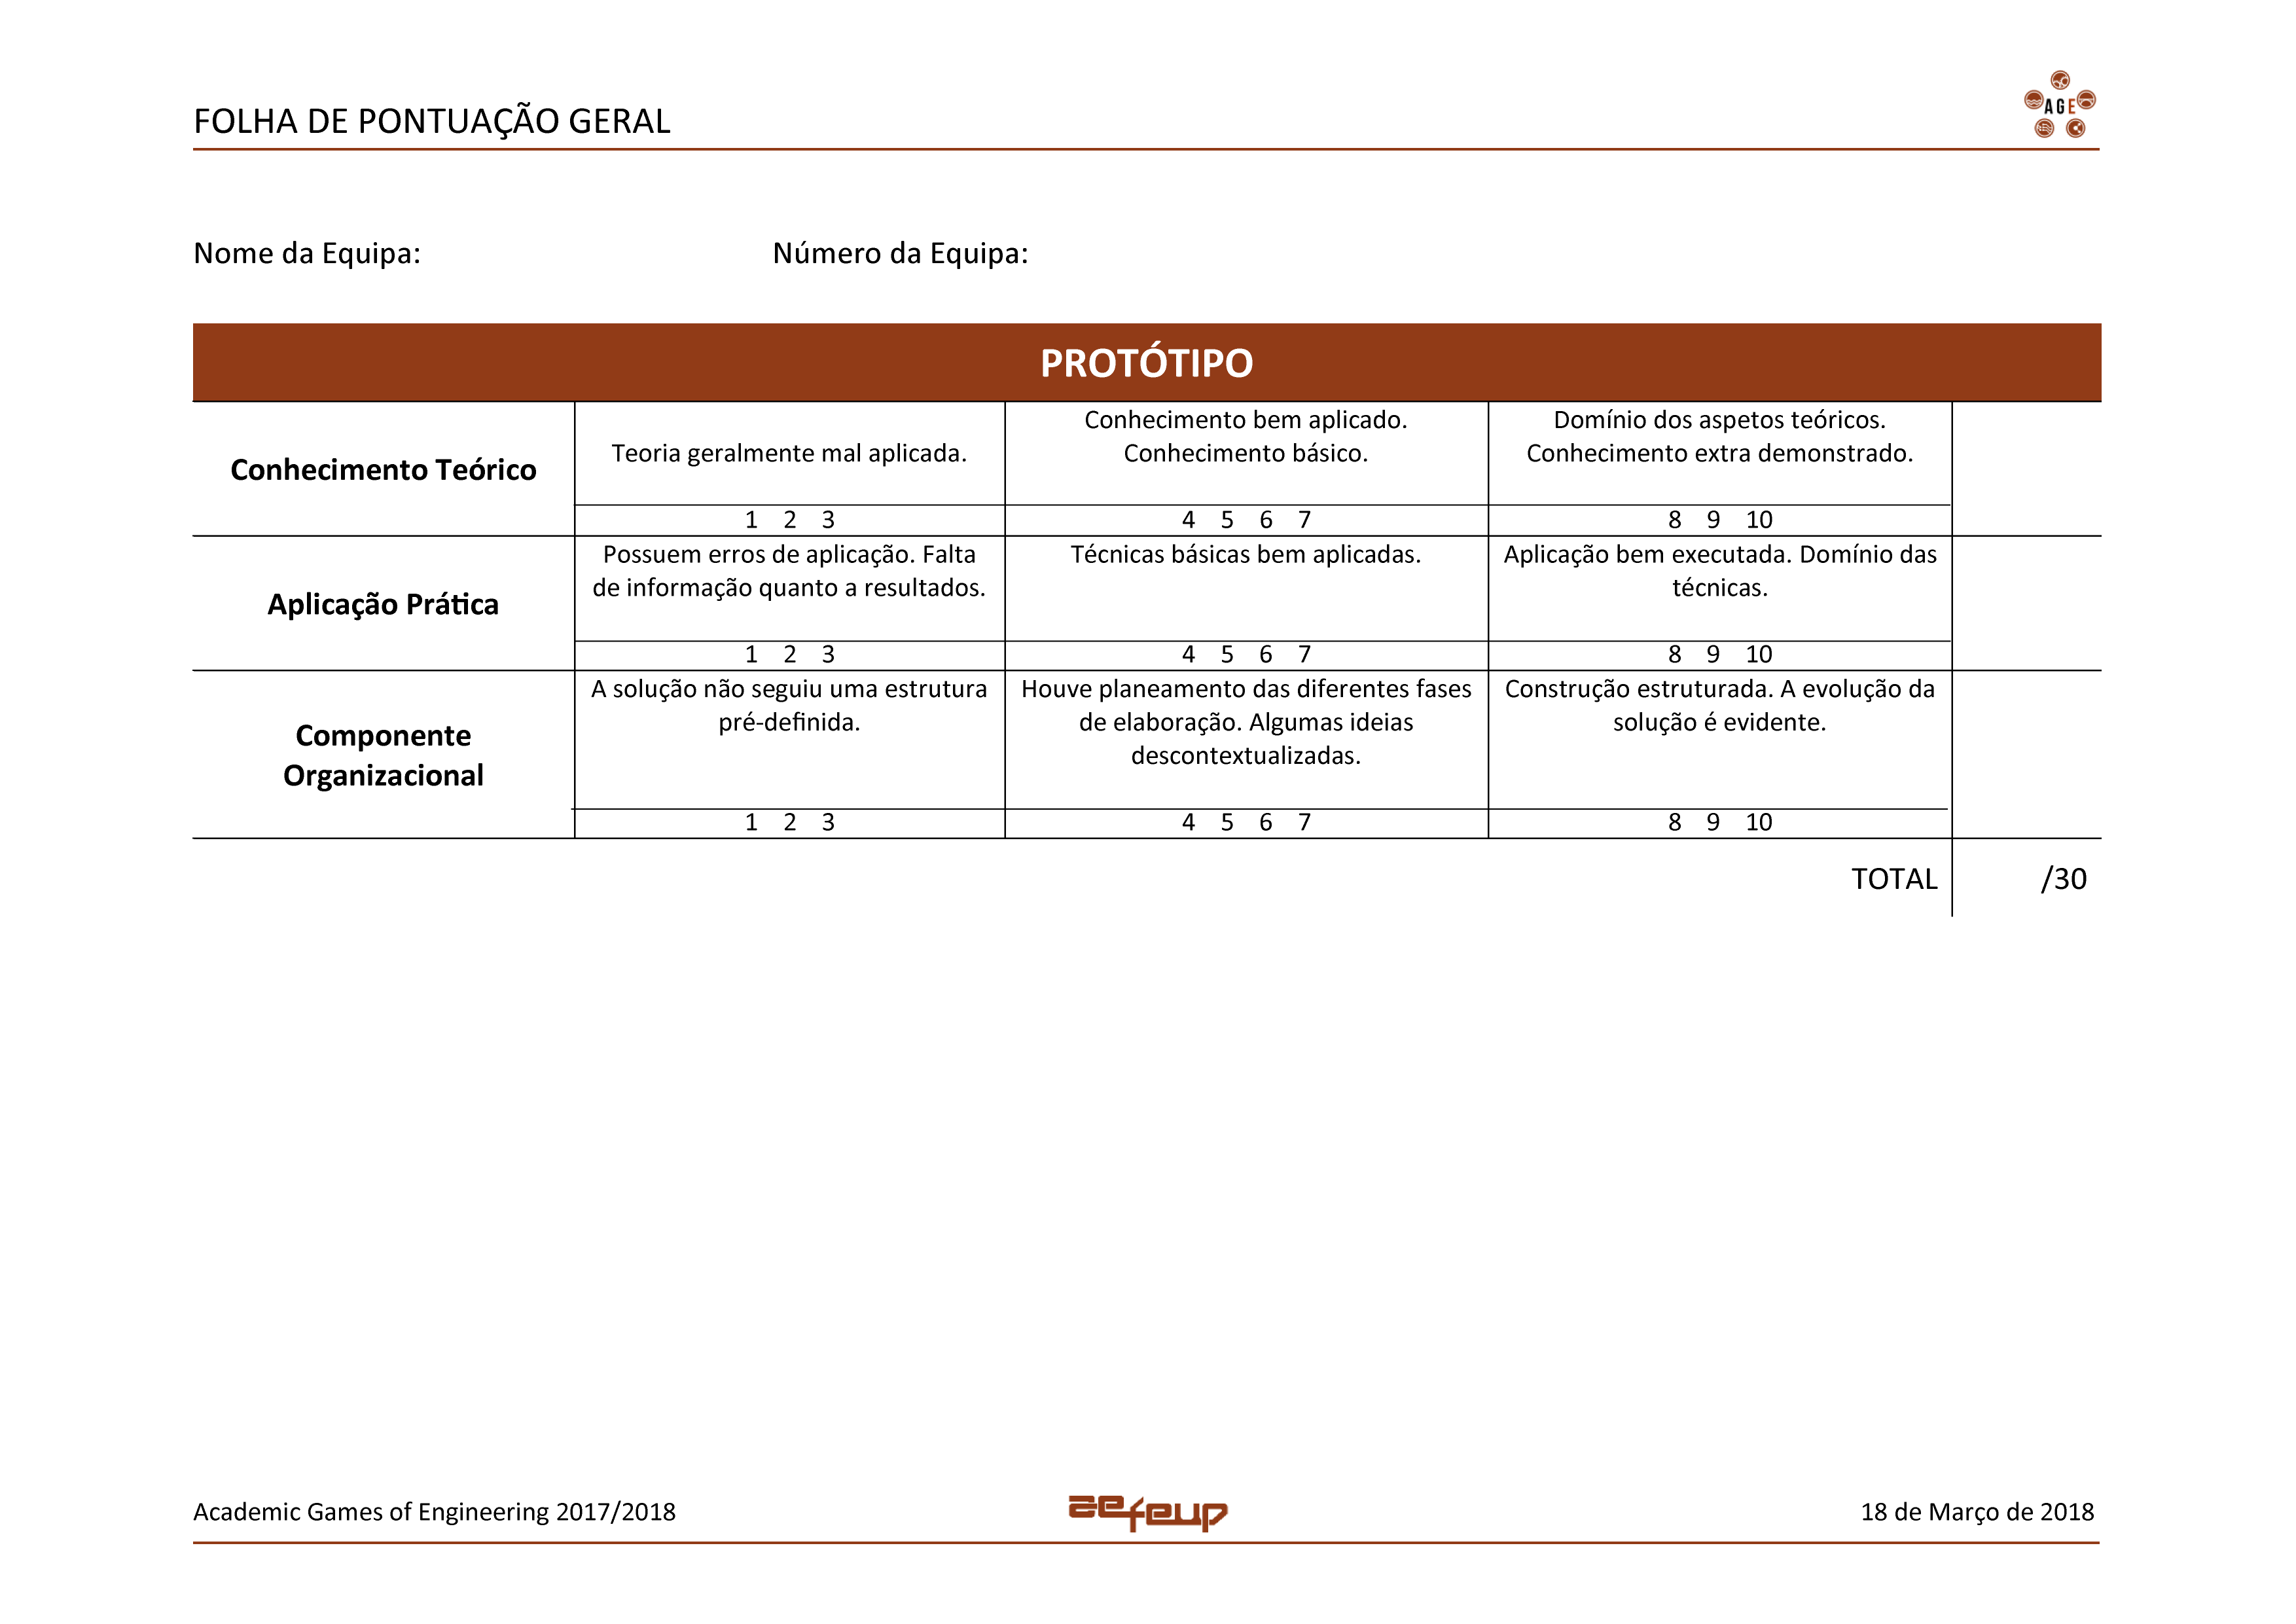 FOLHA DE PONTUAÇÃO GERAL
AGE
Nome da Equipa:
Número da Equipa:
PROTÓTIPO
Conhecimento Teórico
Teoria geralmente mal aplicada.
Conhecimento bem aplicado.
Conhecimento básico.
Domínio dos aspetos teóricos.
Conhecimento extra demonstrado.
1 2 3
4 5 6 7
8 9 10
Aplicação Prática
Possuem erros de aplicação. Falta
de informação quanto a resultados.
Técnicas básicas bem aplicadas.
Aplicação bem executada. Domínio das
técnicas.
1 2 3
4 5 6 7
8 9 10
Componente
Organizacional
A solução não seguiu uma estrutura
pré-definida.
Houve planeamento das diferentes fases
de elaboração. Algumas ideias
descontextualizadas.
Construção estruturada. A evolução da
solução é evidente.
1 2 3
4 5 6 7
8 9 10
TOTAL
/30
Academic Games of Engineering 2017/2018
aefeup
18 de Março de 2018